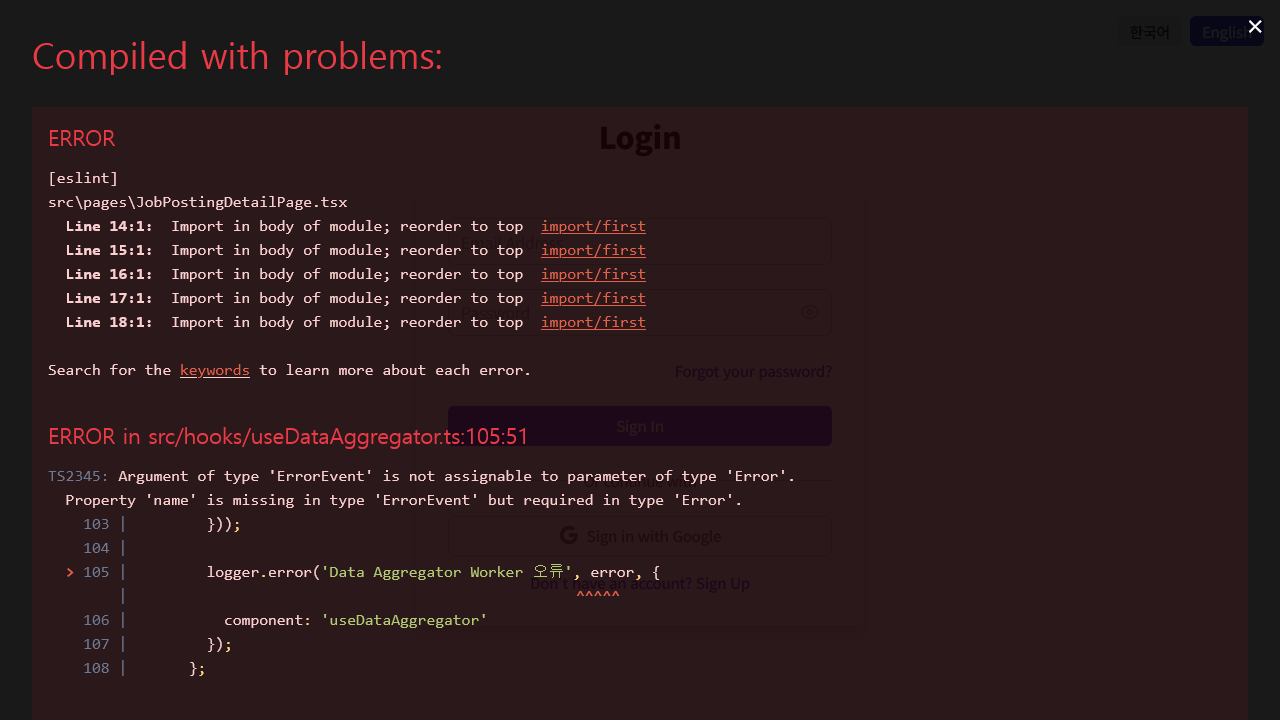 한국어
English
Compiled with problems:
×
ERROR
Login
[eslint]
src\pages\JobPostingDetailPage.tsx
Line 14:1:  Import in body of module; reorder to top  import/first
Line 15:1:  Import in body of module; reorder to top  import/first
Line 16:1:  Import in body of module; reorder to top  import/first
Line 17:1:  Import in body of module; reorder to top  import/first
Password
Line 18:1:  Import in body of module; reorder to top  import/first
Search for the keywords to learn more about each error.
Forgot your password?
Sign In
ERROR in src/hooks/useDataAggregator.ts:105:51
TS2345: Argument of type 'ErrorEvent' is not assignable to parameter of type 'Error'.
Property 'name' is missing in type 'ErrorEvent' but required in type 'Error'.
103 |         }));
104 |
Sign in with Google
> 105 |         logger.error('Data Aggregator Worker 오류', error, {
Don't have an account? Sign Up
|                                                   ^^^^^
106 |           component: 'useDataAggregator'
107 |         });
108 |       };